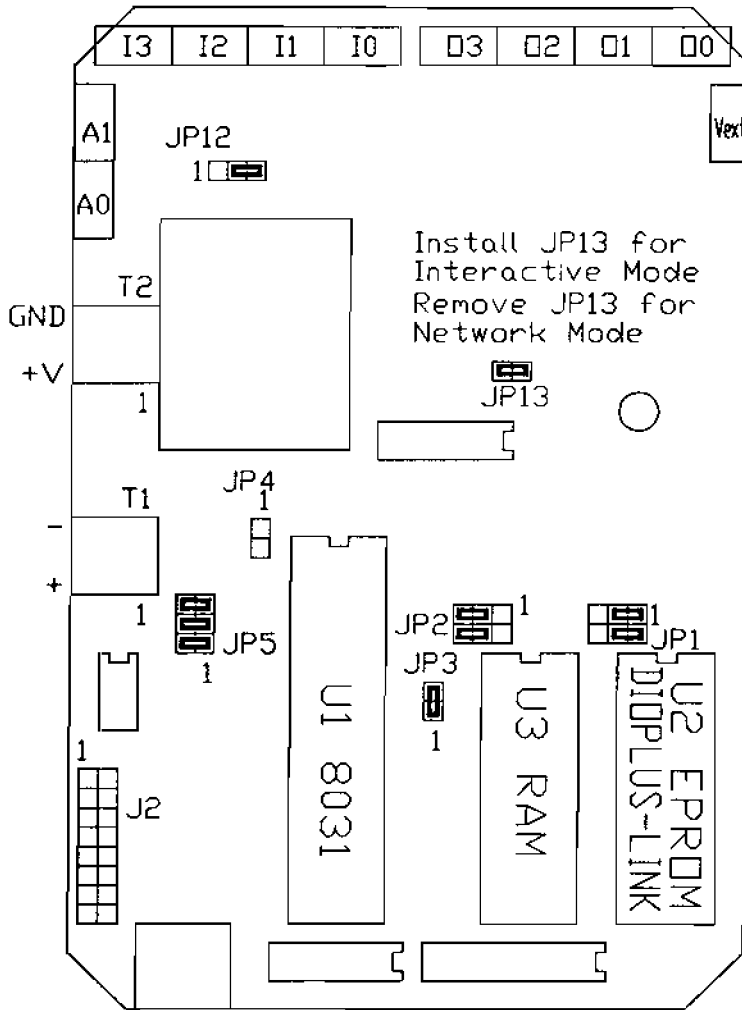 I3 I2 I1 I0 O3 O2 O1 O0
A1
Vext
JP12
1
A0
Install JP13 for
Interactive Mode
Remove JP13 for
Network Mode
T2
GND
+V
JP13
1
JP4
1
T1
-
+
1
JP2
1
1
JP5
JP1
1
JP3
1
U1 8031
U3 RAM
U2 EPROM
DIOPLUS-LINK
1
J2